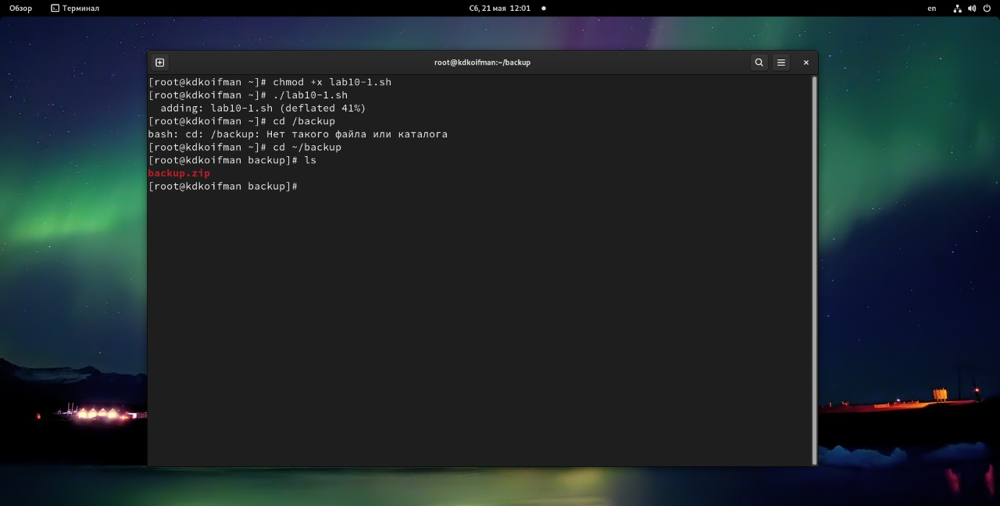 Обзор Терминал Сб, 21 мая 12:01 en
root@kdkoifman:~/backup
[root@kdkoifman ~]# chmod +x lab10-1.sh
[root@kdkoifman ~]# ./lab10-1.sh
  adding: lab10-1.sh (deflated 41%)
[root@kdkoifman ~]# cd /backup
bash: cd: /backup: Нет такого файла или каталога
[root@kdkoifman ~]# cd ~/backup
[root@kdkoifman backup]# ls
backup.zip
[root@kdkoifman backup]#